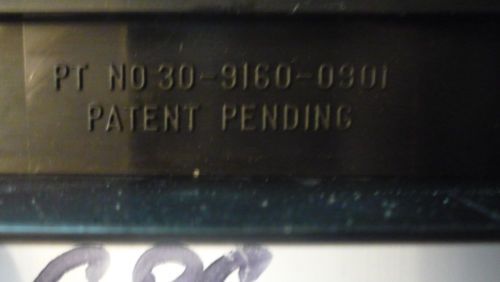 PT NO 30-9160-0901
PATENT PENDING